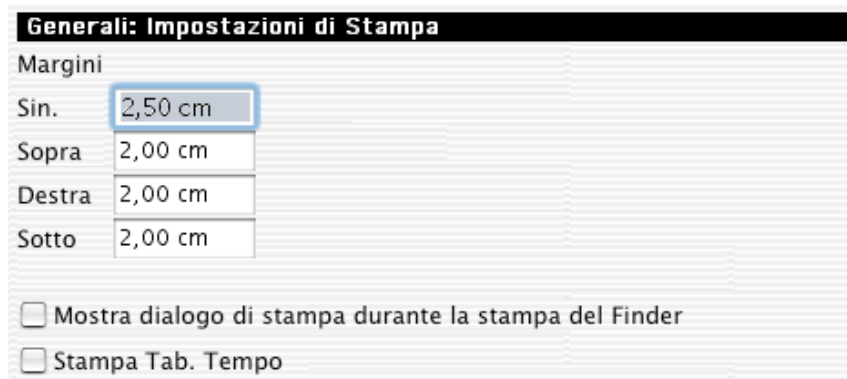 Generali: Impostazioni di Stampa
Margini
Sin. 2,50 cm
Sopra 2,00 cm
Destra 2,00 cm
Sotto 2,00 cm
Mostra dialogo di stampa durante la stampa del Finder
Stampa Tab. Tempo